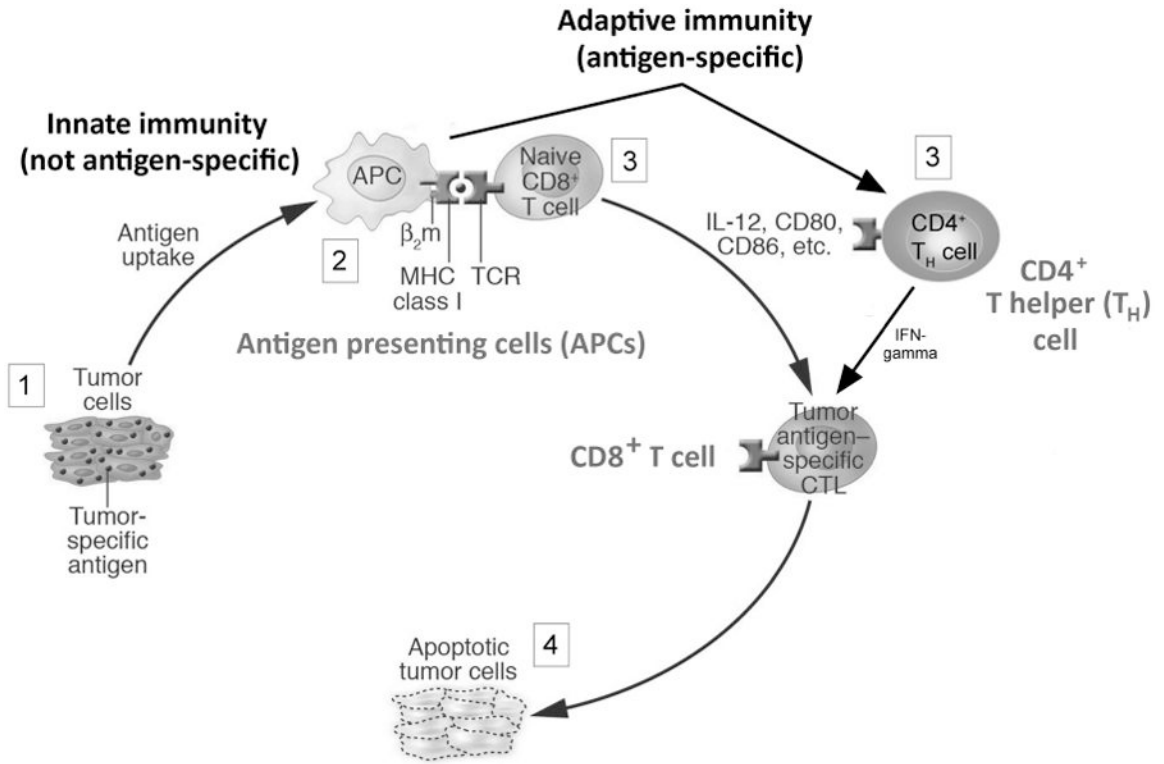 Adaptive immunity
(antigen-specific)
Innate immunity
(not antigen-specific)
APC
Naive
CD8⁺
T cell
3
3
Antigen
uptake
2
β₂m
MHC
class I
TCR
IL-12, CD80,
CD86, etc.
CD4⁺
T_H cell
CD4⁺
T helper (T_H)
cell
Antigen presenting cells (APCs)
IFN-
gamma
1
Tumor
cells
Tumor-
specific
antigen
CD8⁺ T cell
Tumor
antigen–
specific
CTL
Apoptotic
tumor cells
4